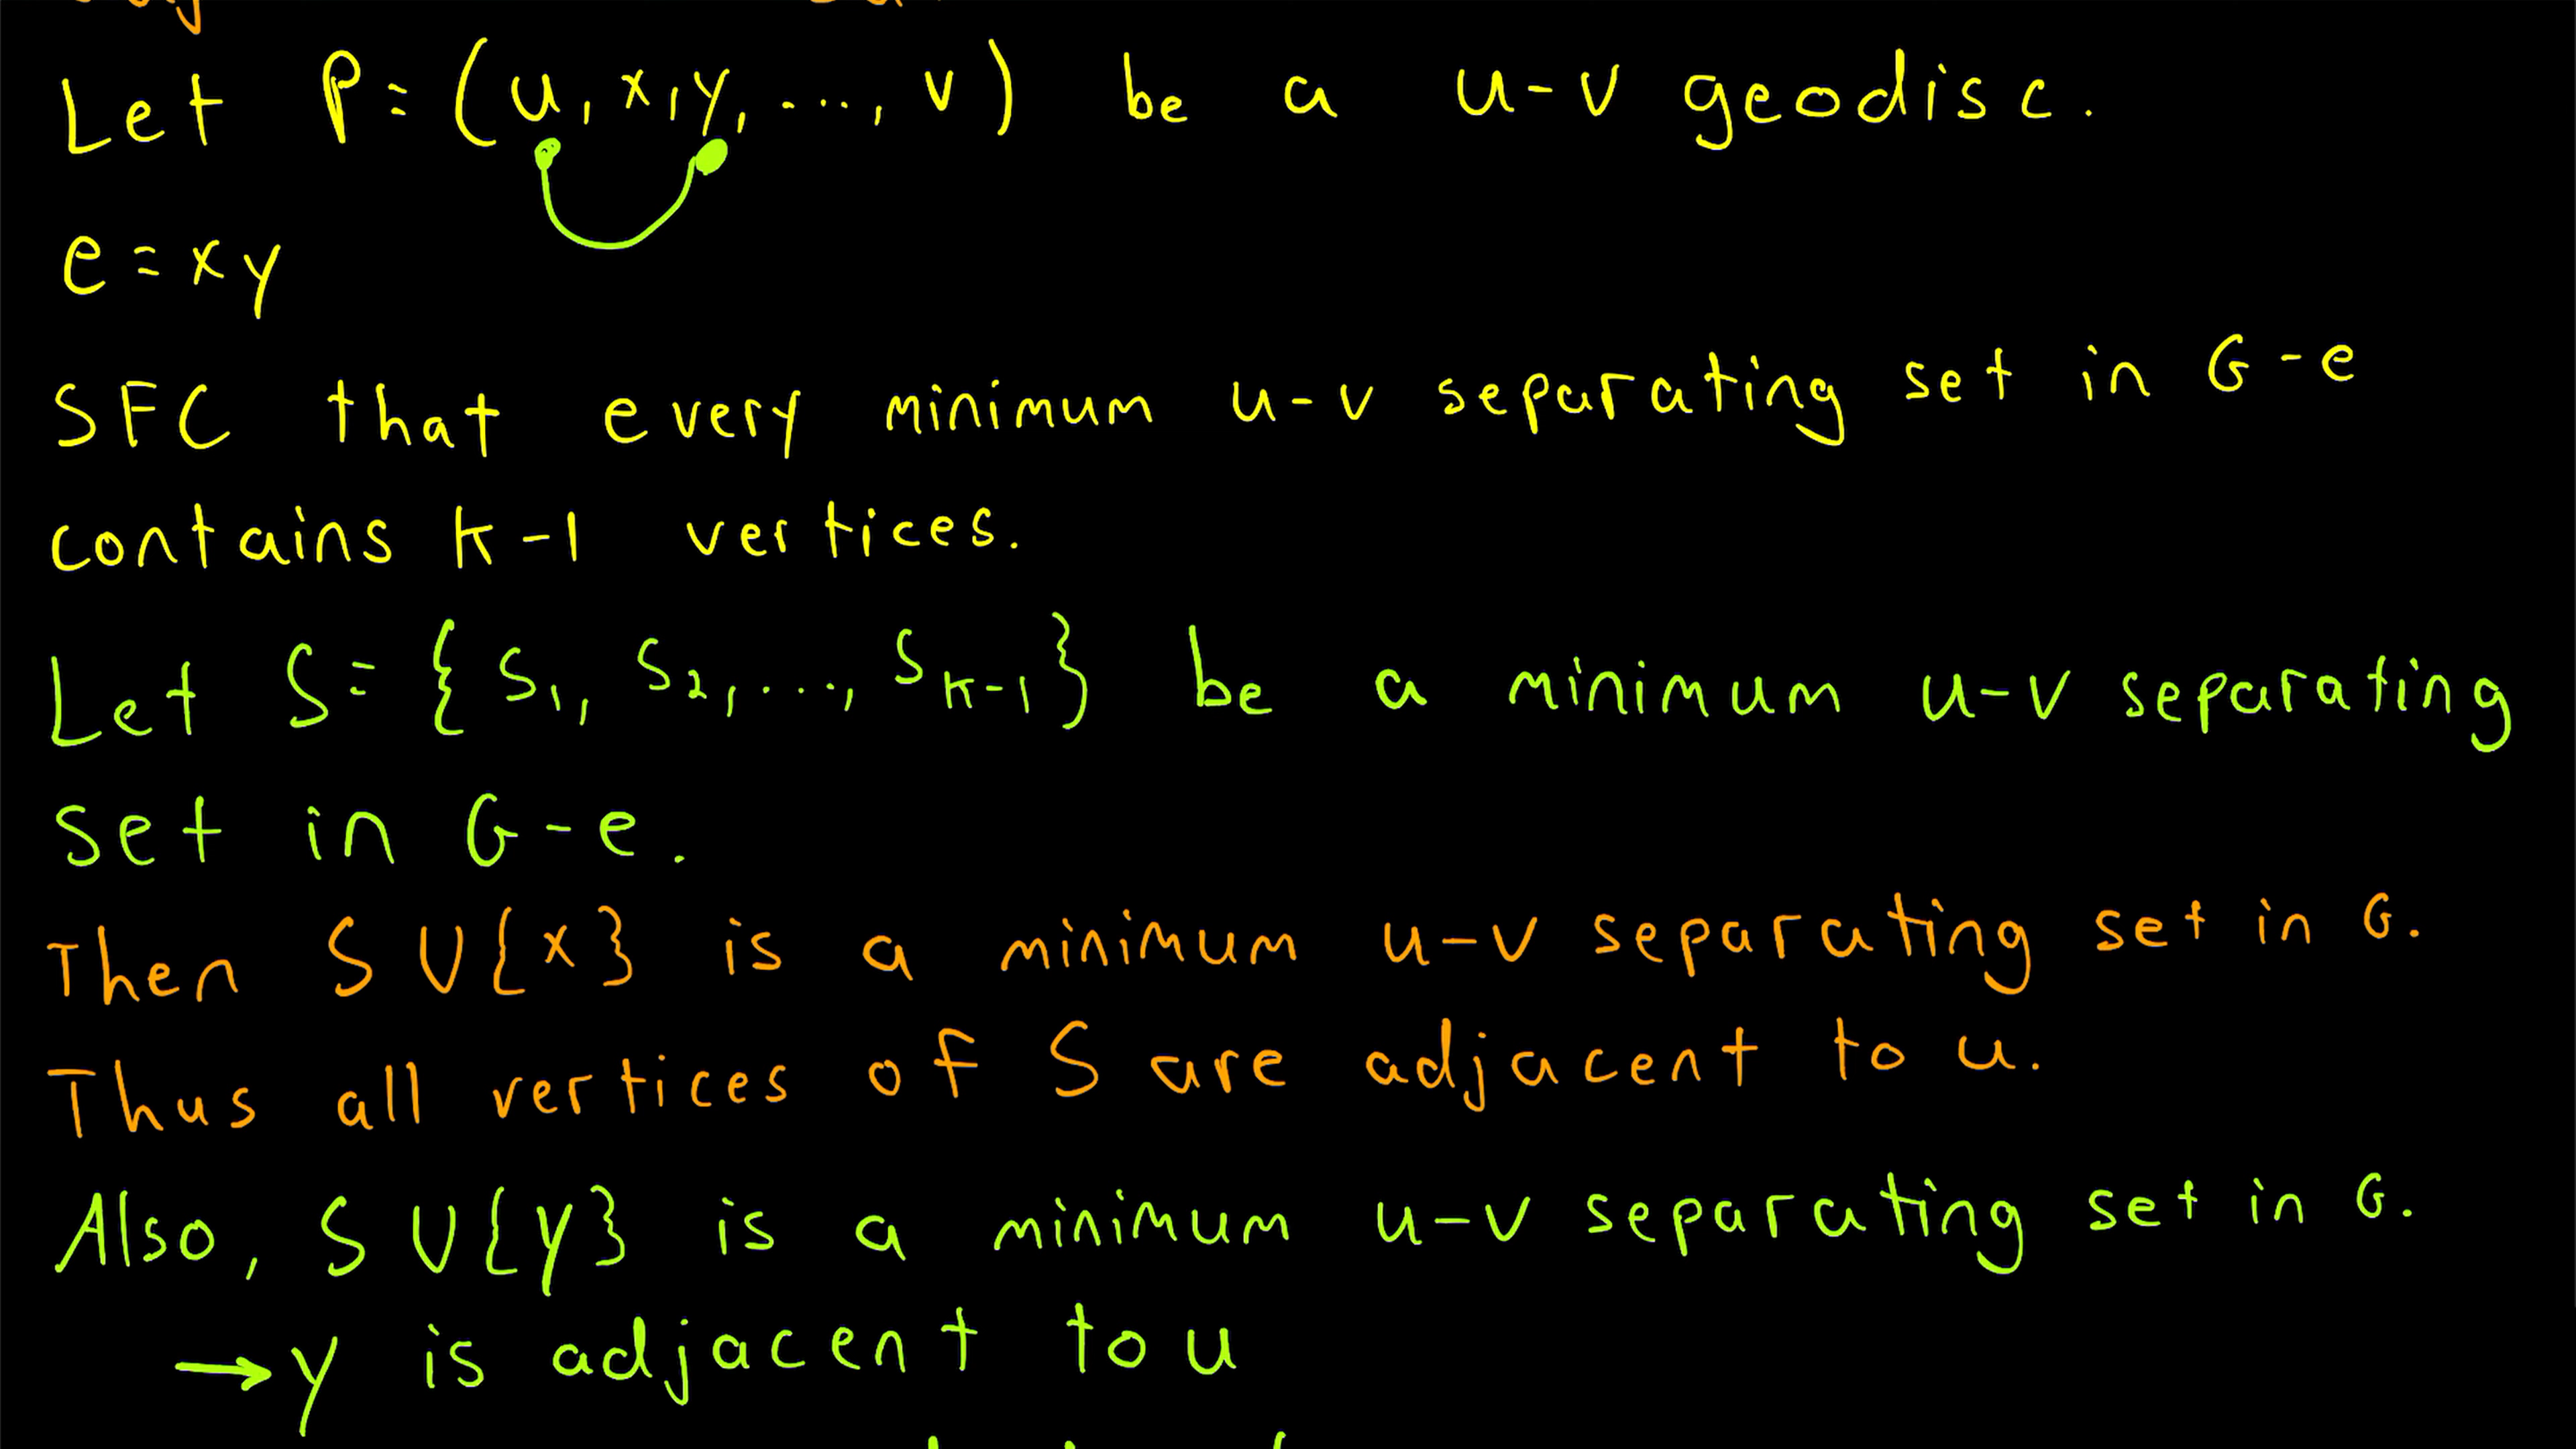 Let P = (u, x, y, ..., v) be a u-v geodisc.
e = xy
SFC that every minimum u-v separating set in G-e
contains k-1 vertices.
Let S = { S₁, S₂, ..., Sₖ₋₁} be a minimum u-v separating
set in G-e.
Then S U {x} is a minimum u-v separating set in G.
Thus all vertices of S are adjacent to u.
Also, S U {y} is a minimum u-v separating set in G.
→ y is adjacent to u